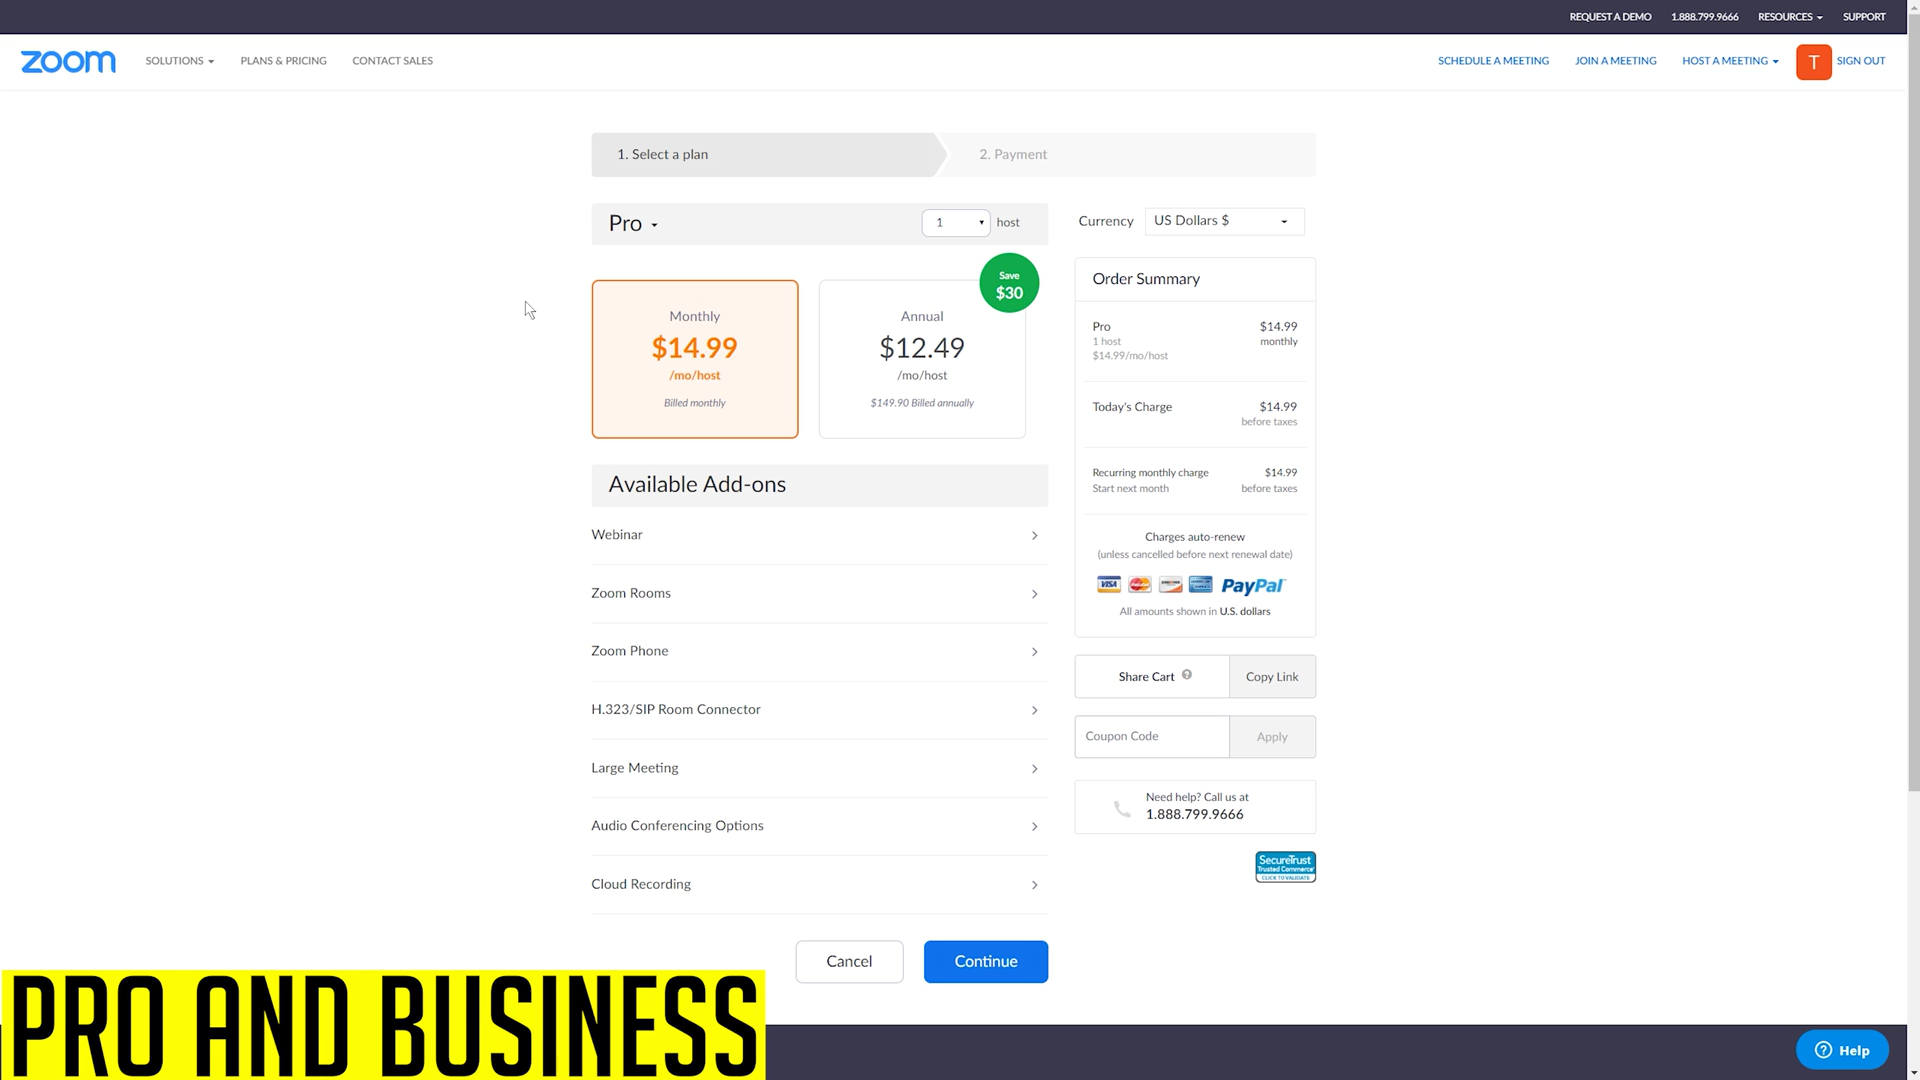 REQUEST A DEMO 1.888.799.9666 RESOURCES SUPPORT
zoom SOLUTIONS PLANS & PRICING CONTACT SALES SCHEDULE A MEETING JOIN A MEETING HOST A MEETING T SIGN OUT
1. Select a plan 2. Payment
Pro 1 host
Currency US Dollars $
Save
$30
Monthly
$14.99
/mo/host
Billed monthly
Annual
$12.49
/mo/host
$149.90 Billed annually
Order Summary
Pro $14.99
1 host monthly
$14.99/mo/host
Today's Charge $14.99
before taxes
Recurring monthly charge $14.99
Start next month before taxes
Charges auto-renew
(unless cancelled before next renewal date)
VISA PayPal
All amounts shown in U.S. dollars
Available Add-ons
Webinar
Zoom Rooms
Zoom Phone
H.323/SIP Room Connector
Large Meeting
Audio Conferencing Options
Cloud Recording
Share Cart ? Copy Link
Coupon Code Apply
Need help? Call us at
1.888.799.9666
SecureTrust
Trusted Commerce
CLICK TO VALIDATE
Cancel Continue
PRO AND BUSINESS
? Help